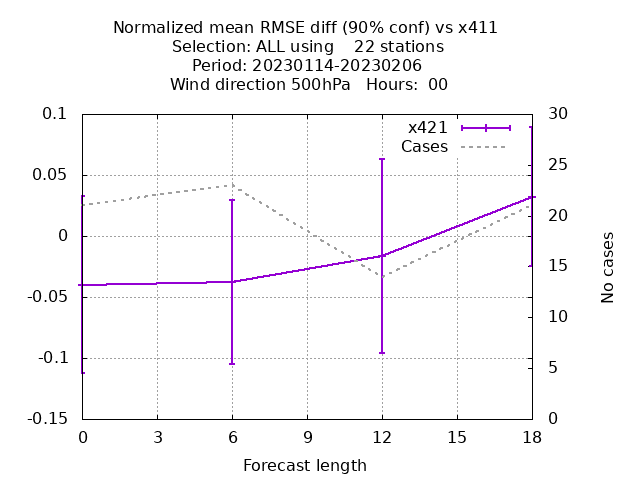 Normalized mean RMSE diff (90% conf) vs x411
Selection: ALL using    22 stations
Period: 20230114-20230206
Wind direction 500hPa   Hours:  00
x421
Cases
0.1
0.05
0
-0.05
-0.1
-0.15
30
25
20
15
10
5
0
No cases
0 3 6 9 12 15 18
Forecast length